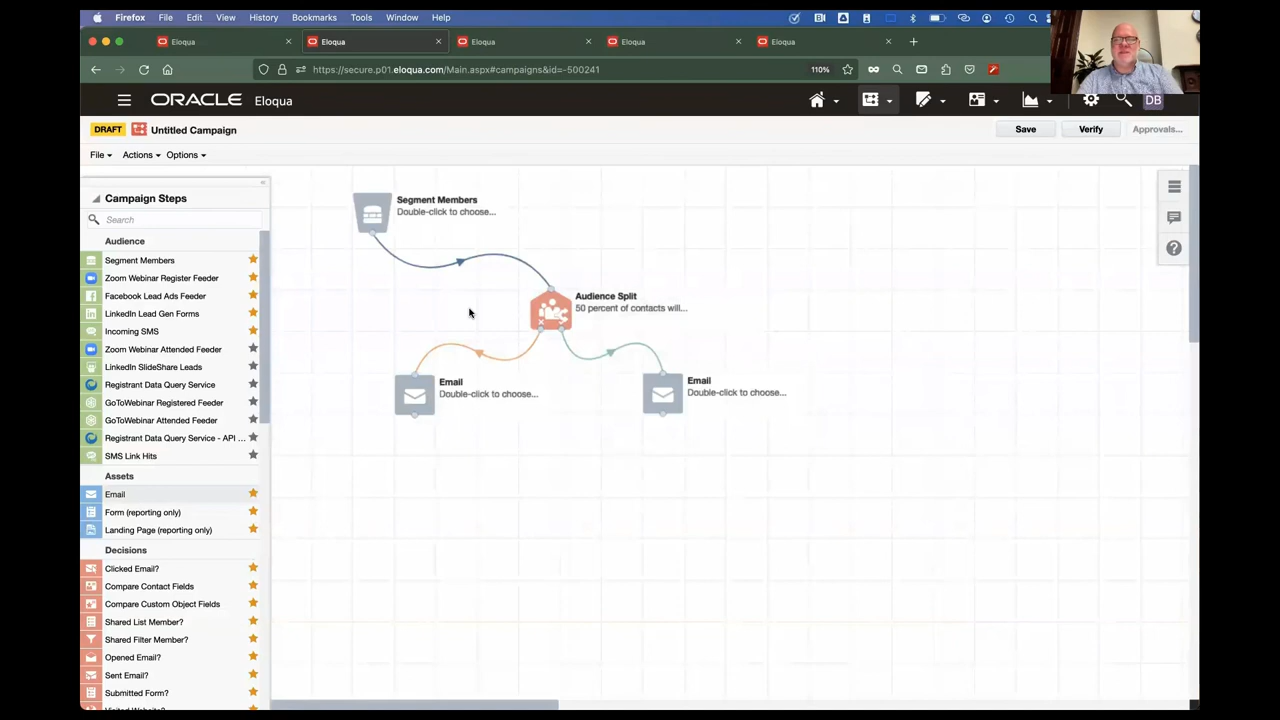 Firefox File Edit View History Bookmarks Tools Window Help
Eloqua Eloqua Eloqua Eloqua Eloqua
https://secure.p01.eloqua.com/Main.aspx#campaigns&id=-500241 110%
ORACLE Eloqua DB
DRAFT Untitled Campaign Save Verify Approvals...
File Actions Options
Campaign Steps
Search
Audience
Segment Members
Zoom Webinar Register Feeder
Facebook Lead Ads Feeder
LinkedIn Lead Gen Forms
Incoming SMS
Zoom Webinar Attended Feeder
LinkedIn SlideShare Leads
Registrant Data Query Service
GoToWebinar Registered Feeder
GoToWebinar Attended Feeder
Registrant Data Query Service - API ...
SMS Link Hits
Assets
Email
Form (reporting only)
Landing Page (reporting only)
Decisions
Clicked Email?
Compare Contact Fields
Compare Custom Object Fields
Shared List Member?
Shared Filter Member?
Opened Email?
Sent Email?
Submitted Form?
Visited Website?
Segment Members
Double-click to choose...
Audience Split
50 percent of contacts will...
Email
Double-click to choose...
Email
Double-click to choose...